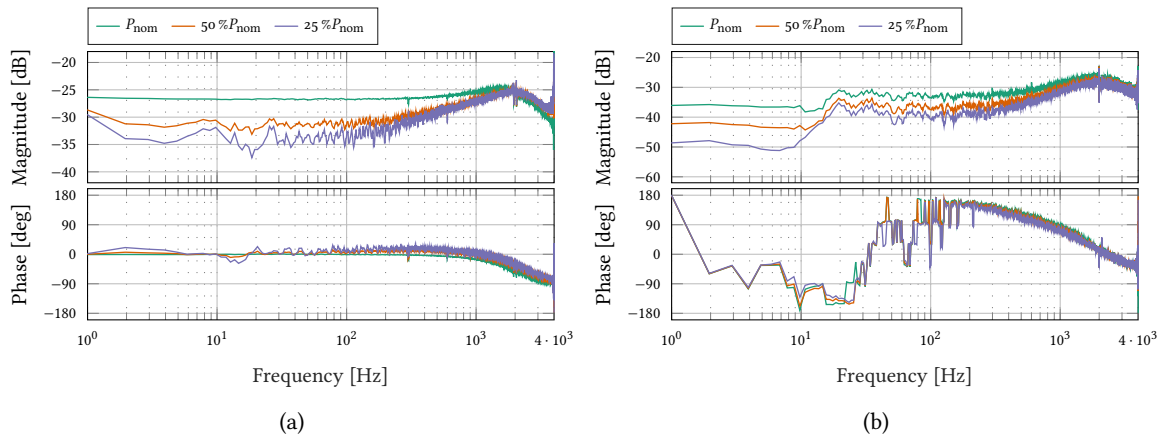 P_nom 50 %P_nom 25 %P_nom
−20
−25
−30
−35
−40
Magnitude [dB]
180
90
0
−90
−180
Phase [deg]
10^0 10^1 10^2 10^3 4 · 10^3
Frequency [Hz]
(a)
P_nom 50 %P_nom 25 %P_nom
−20
−30
−40
−50
−60
Magnitude [dB]
180
90
0
−90
−180
Phase [deg]
10^0 10^1 10^2 10^3 4 · 10^3
Frequency [Hz]
(b)